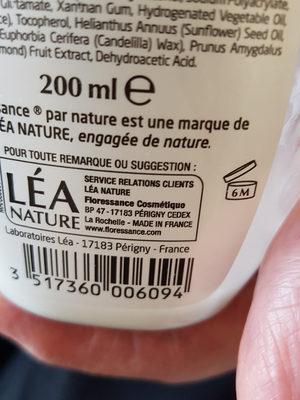 Glutamate, Xanthan Gum, Hydrogenated Vegetable Oil,
Tocopherol, Helianthus Annuus (Sunflower) Seed Oil,
Euphorbia Cerifera (Candelilla) Wax), Prunus Amygdalus
Fruit Extract, Dehydroacetic Acid.
200 ml ℮
sance ® par nature est une marque de
LÉA NATURE, engagée de nature.
POUR TOUTE REMARQUE OU SUGGESTION :
LÉA
NATURE
SERVICE RELATIONS CLIENTS
LÉA NATURE
Floressance Cosmétique
BP 47 - 17183 PÉRIGNY CEDEX
La Rochelle - MADE IN FRANCE
www.floressance.com
6M
Laboratoires Léa - 17183 Périgny - France
3 517360 006094